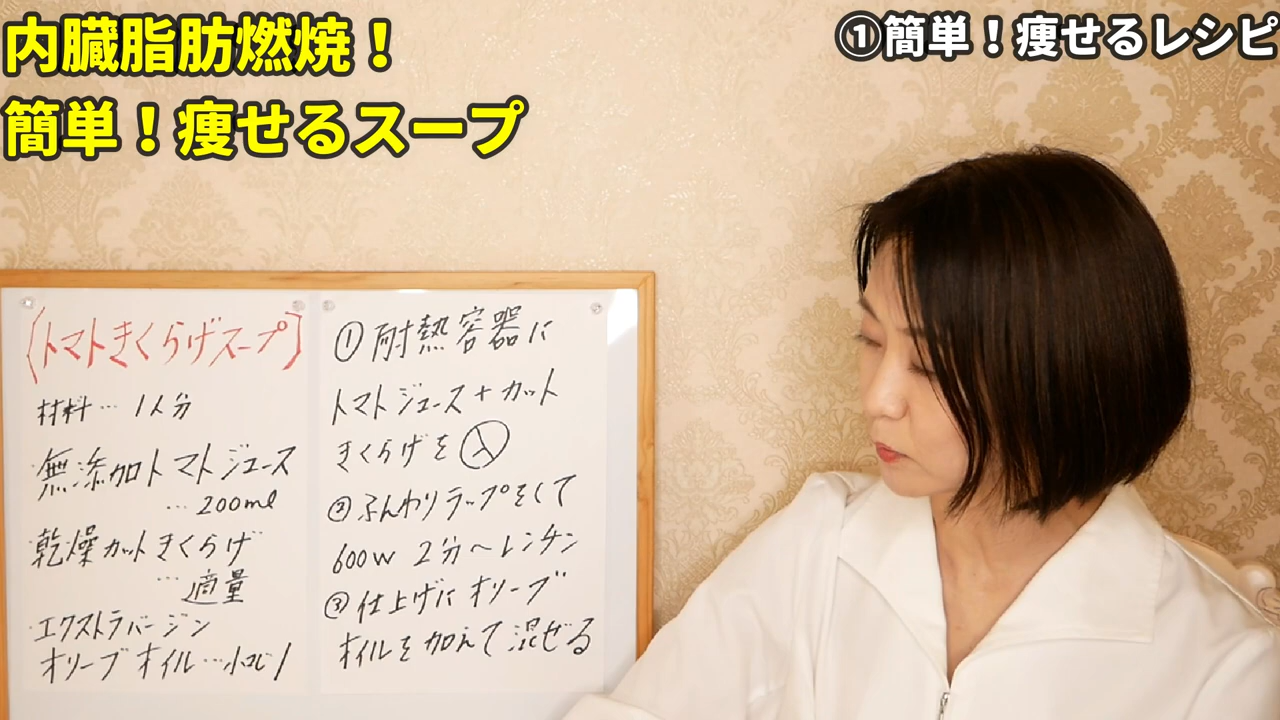 内臓脂肪燃焼!
簡単!痩せるスープ
①簡単!痩せるレシピ
〔トマトきくらげスープ〕
材料…1人分
無添加トマトジュース
…200ml
乾燥カットきくらげ
…適量
エクストラバージン
オリーブオイル…小さじ1
①耐熱容器に
トマトジュース+カット
きくらげを入
②ふんわりラップをして
600w 2分~レンチン
③仕上げにオリーブ
オイルを加えて混ぜる